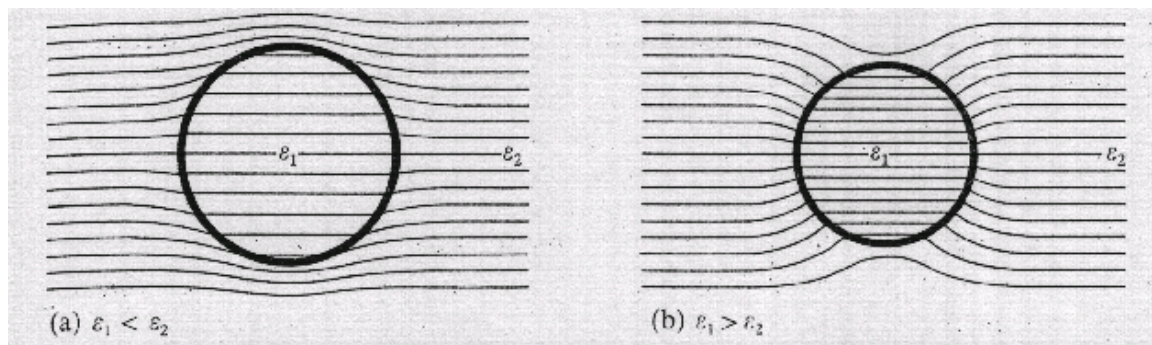 ε₁ ε₂
ε₁ ε₂
(a) ε₁ < ε₂
(b) ε₁ > ε₂